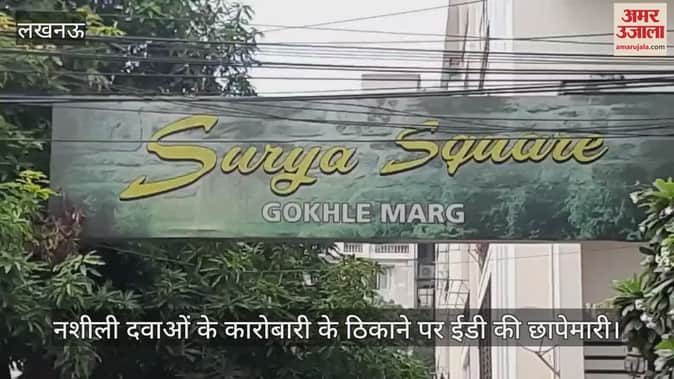 लखनऊ
अमर
उजाला
amarujala.com
Surya Square
GOKHLE MARG
नशीली दवाओं के कारोबारी के ठिकाने पर ईडी की छापेमारी।